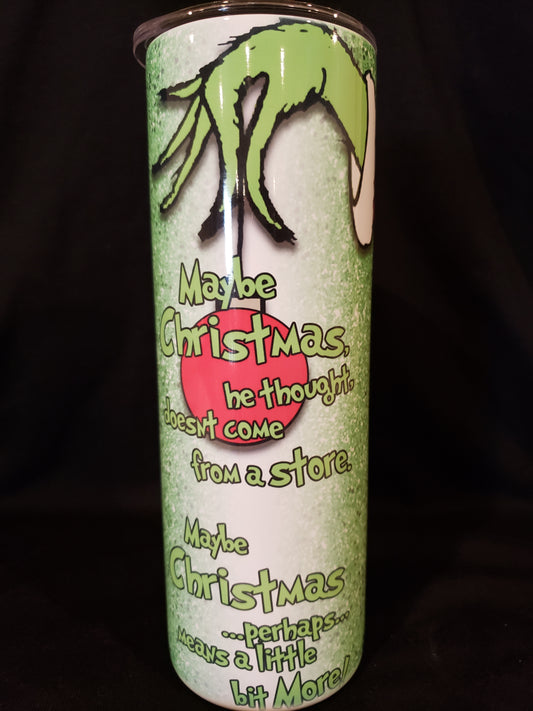 Maybe
Christmas,
he thought,
doesn't come
from a store.
Maybe
Christmas
...perhaps...
means a little
bit More!